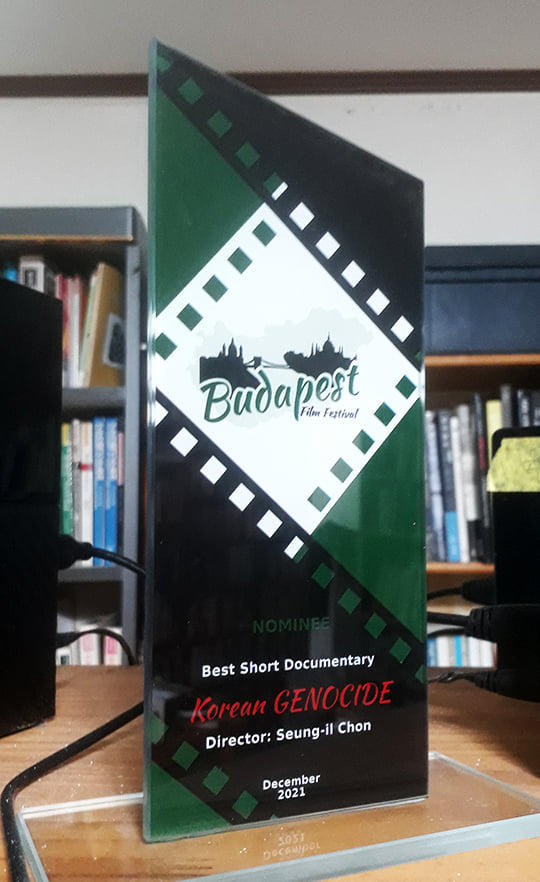 Budapest
Film Festival
NOMINEE
Best Short Documentary
Korean GENOCIDE
Director: Seung-il Chon
December
2021